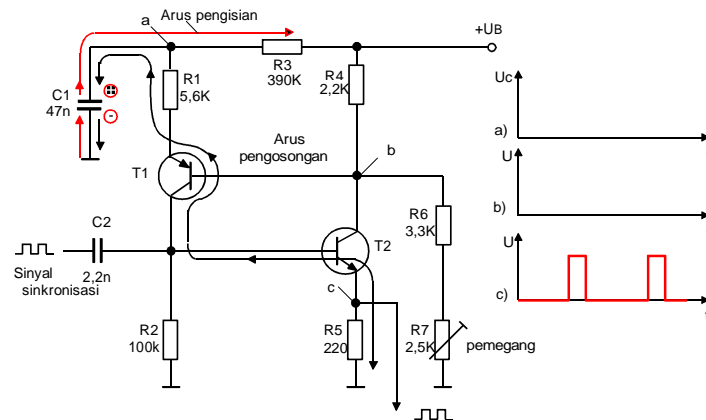 Arus pengisian
a
+UB
R3
390K
R4
2,2K
R1
5,6K
C1
47n
-
Uc
a)
t
Arus
pengosongan
b
T1
U
b)
t
R6
3,3K
C2
T2
U
Sinyal
sinkronisasi
2,2n
c
c)
R2
100k
R5
220
R7
2,5K
pemegang